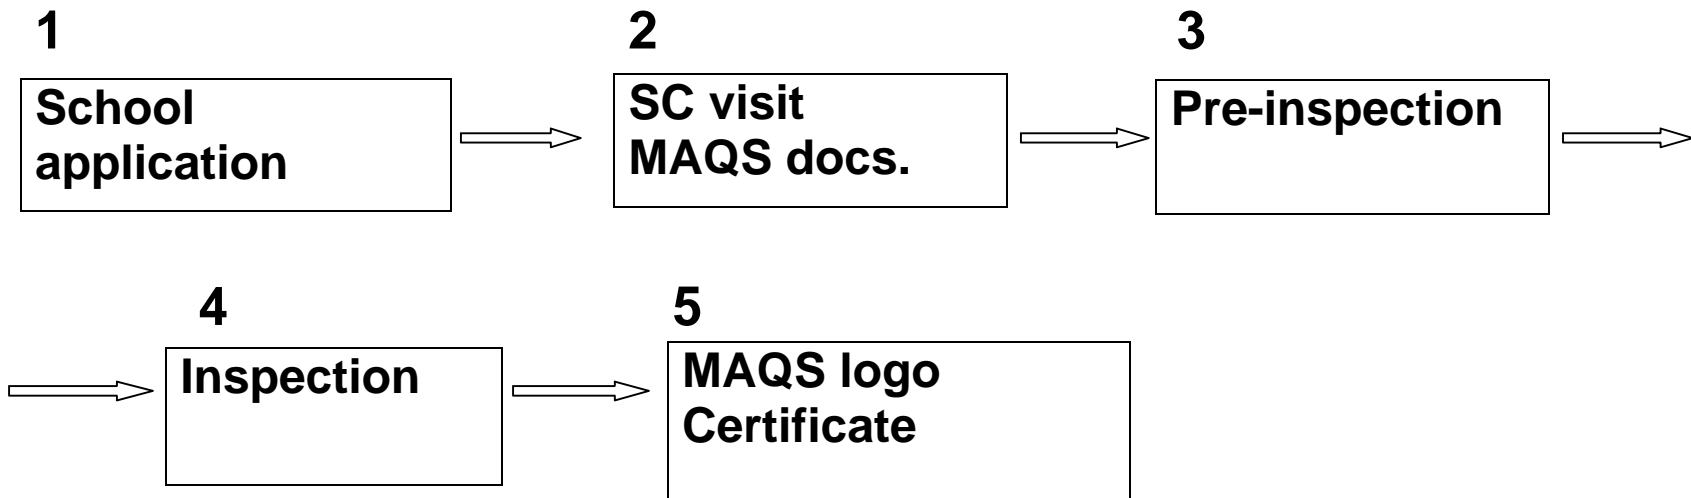 1
2
3
School
application
SC visit
MAQS docs.
Pre-inspection
4
5
Inspection
MAQS logo
Certificate